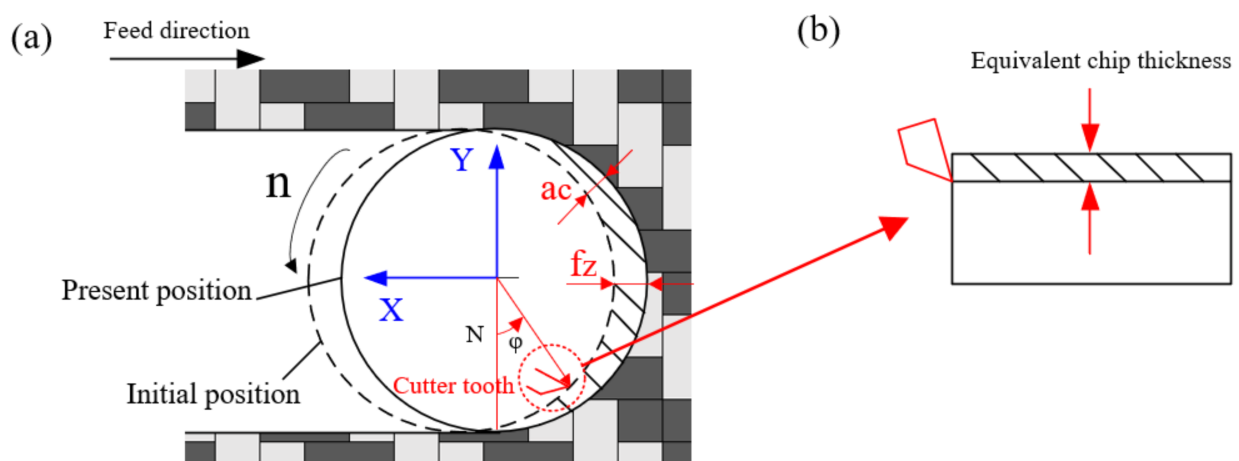 (a)
Feed direction
(b)
Equivalent chip thickness
n
Y
ac
fz
X
Present position
N
φ
Initial position
Cutter tooth